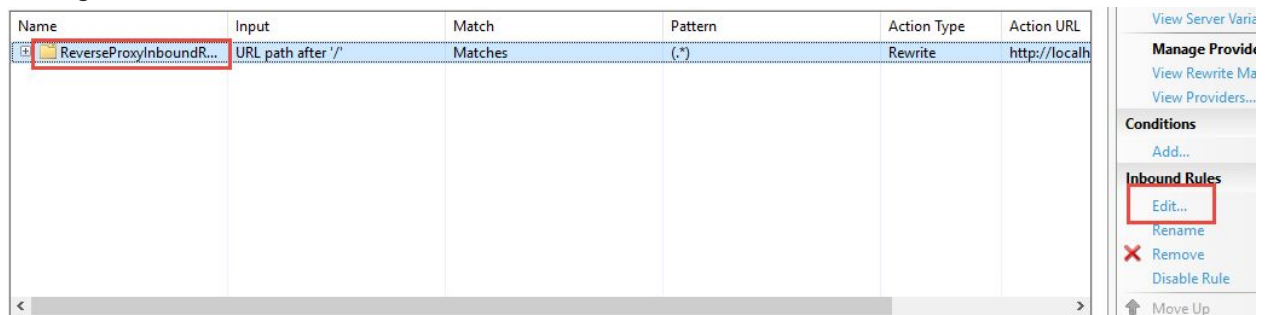 Name Input Match Pattern Action Type Action URL
ReverseProxyInboundR... URL path after '/' Matches (.*) Rewrite http://localh
View Server Varia
Manage Provide
View Rewrite Ma
View Providers...
Conditions
Add...
Inbound Rules
Edit...
Rename
Remove
Disable Rule
Move Up